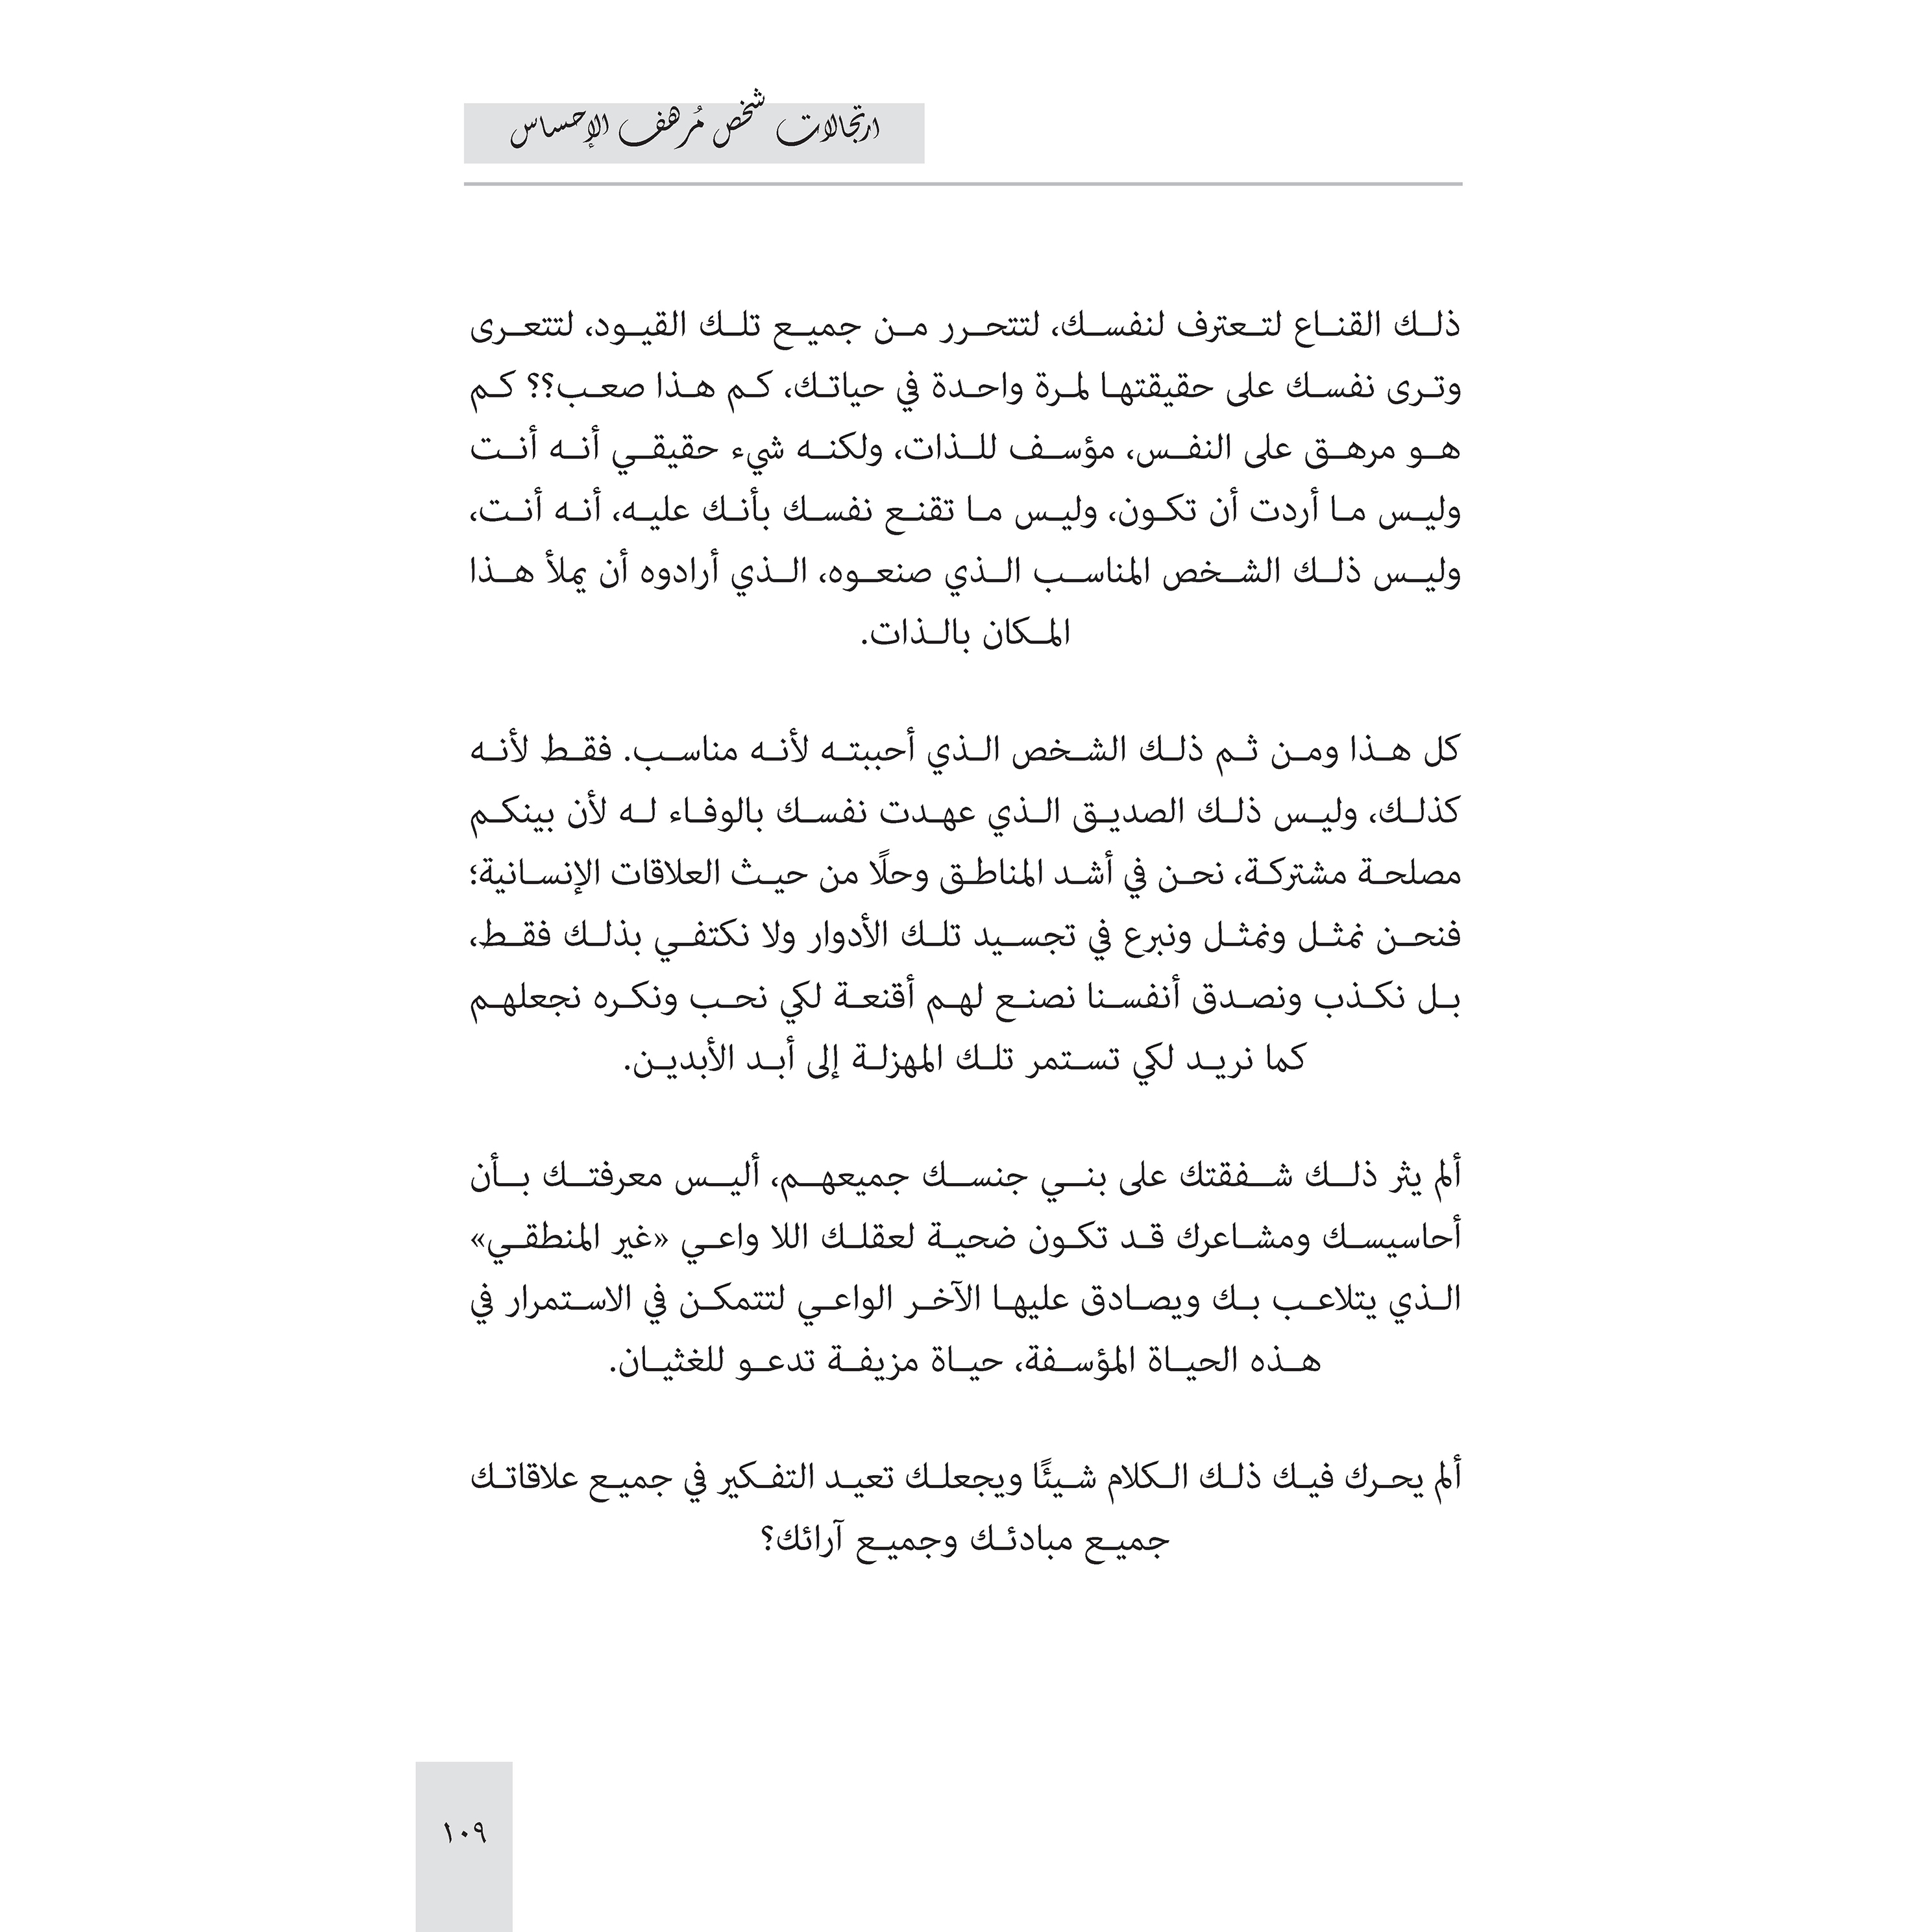 ارتجالات شخص مُرهف الإحساس
ذلك القناع لتعترف لنفسك، لتتحرر من جميع تلك القيود، لتتعرى
وترى نفسك على حقيقتها لمرة واحدة في حياتك، كم هذا صعب؟؟ كم
هو مرهق على النفس، مؤسف للذات، ولكنه شيء حقيقي أنه أنت
وليس ما أردت أن تكون، وليس ما تقنع نفسك بأنك عليه، أنه أنت،
وليس ذلك الشخص المناسب الذي صنعوه، الذي أرادوه أن يملأ هذا
المكان بالذات.
كل هذا ومن ثم ذلك الشخص الذي أحببته لأنه مناسب. فقط لأنه
كذلك، وليس ذلك الصديق الذي عهدت نفسك بالوفاء له لأن بينكم
مصلحة مشتركة، نحن في أشد المناطق وحلًا من حيث العلاقات الإنسانية؛
فنحن نمثل ونمثل ونبرع في تجسيد تلك الأدوار ولا نكتفي بذلك فقط،
بل نكذب ونصدق أنفسنا نصنع لهم أقنعة لكي نحب ونكره نجعلهم
كما نريد لكي تستمر تلك المهزلة إلى أبد الأبدين.
ألم يثر ذلك شفقتك على بني جنسك جميعهم، أليس معرفتك بأن
أحاسيسك ومشاعرك قد تكون ضحية لعقلك اللا واعي «غير المنطقي»
الذي يتلاعب بك ويصادق عليها الآخر الواعي لتتمكن في الاستمرار في
هذه الحياة المؤسفة، حياة مزيفة تدعو للغثيان.
ألم يحرك فيك ذلك الكلام شيئًا ويجعلك تعيد التفكير في جميع علاقاتك
جميع مبادئك وجميع آرائك؟
١٠٩